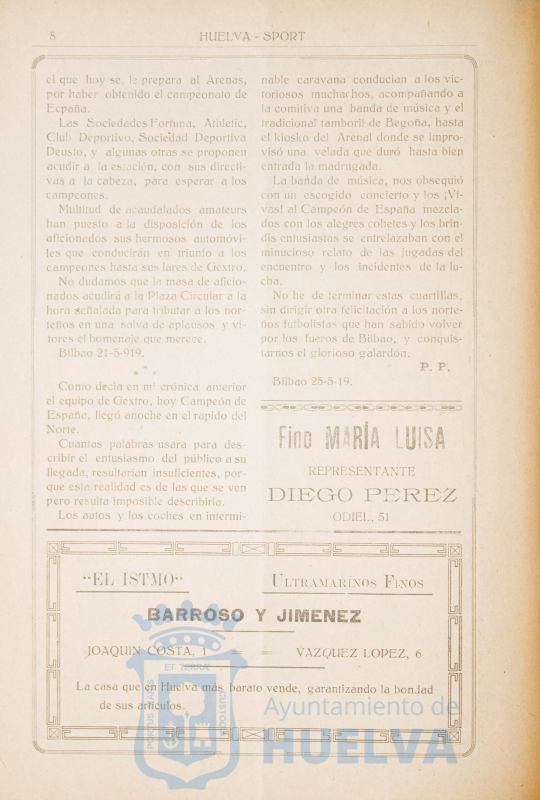 8
HUELVA - SPORT
el que hoy se, le prepara al Arenas,
por haber obtenido el campeonato de
Ecpaña.
Las Sociedades Fortuna, Athletic,
Club Deportivo, Sociedad Deportiva
Deusto, y algunas otras se proponen
acudir a la estación, con sus directi-
vas a la cabeza, para esperar a los
campeones.
Multitud de acaudalados amateurs
han puesto a la disposición de los
aficionados sus hermosos automóvi-
les que conducirán en triunfo a los
campeones hasta sus lares de Gextro.
No dudamos que la masa de aficio-
nados acudirá a la Plaza Circular a la
hora señalada para tributar a los nor-
teños en una salva de aplausos y ví-
tores el homenaje que merece.
Bilbao 21-5-919.
* * *
Como decía en mi crónica anterior
el equipo de Gextro, hoy Campeón de
España, llegó anoche en el rapido del
Norte.
Cuantas palabras usara para des-
cribir el entusiasmo del público a su
llegada, resultarían insuficientes, por-
que esta realidad es de las que se ven
pero resulta imposible describirla.
Los autos y los coches en intermi-
nable caravana conducian a los vic-
toriosos muchachos, acompañando a
la comitiva una banda de música y el
tradicional tamboril de Begoña, hasta
el kiosko del Arenal donde se impro-
visó una velada que duró hasta bien
entrada la madrugada.
La banda de música, nos obsequió
con un escogido concierto y los ¡Vi-
vas! al Campeón de España mezcla-
dos con los alegres cohetes y los brin-
dis entusiastas se entrelazaban con el
minucioso relato de las jugadas del
encuentro y los incidentes de la lu-
cha.
No he de terminar estas cuartillas,
sin dirigir otra felicitación a los norte-
ños futbolistas que han sabido volver
por los fueros de Bilbao, y conquis-
tarnos el glorioso galardón.
P. P.
Bilbao 25-5-19.
Fino MARÍA LUISA
REPRESENTANTE
DIEGO PEREZ
ODIEL, 51
"EL ISTMO"
ULTRAMARINOS FINOS
BARROSO Y JIMENEZ
JOAQUIN COSTA, 1 = = VAZQUEZ LOPEZ, 6
La casa que en Huelva más barato vende, garantizando la bondad
de sus artículos.
PORTUS MARIS
ET TERRÆ
CUSTODIA
Ayuntamiento de
HUELVA